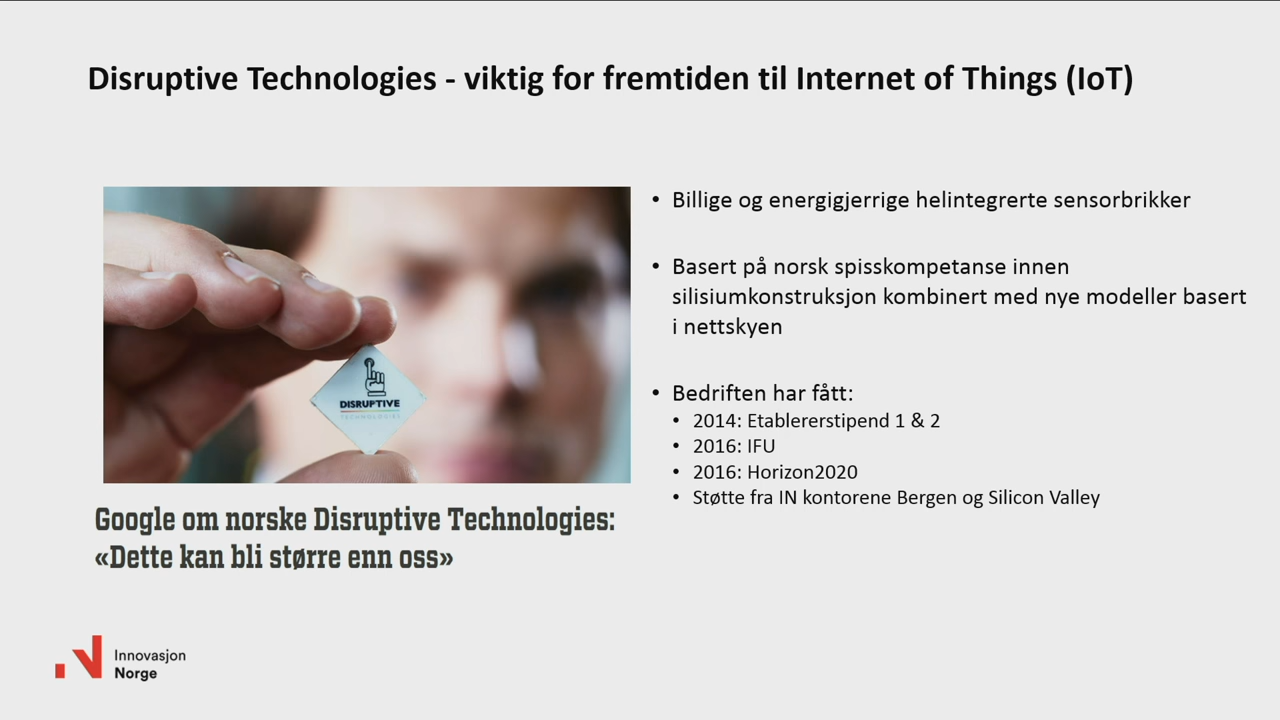 Disruptive Technologies - viktig for fremtiden til Internet of Things (IoT)
DISRUPTIVE
TECHNOLOGIES
Google om norske Disruptive Technologies:
«Dette kan bli større enn oss»
• Billige og energigjerrige helintegrerte sensorbrikker
• Basert på norsk spisskompetanse innen
silisiumkonstruksjon kombinert med nye modeller basert
i nettskyen
• Bedriften har fått:
• 2014: Etablererstipend 1 & 2
• 2016: IFU
• 2016: Horizon2020
• Støtte fra IN kontorene Bergen og Silicon Valley
Innovasjon
Norge